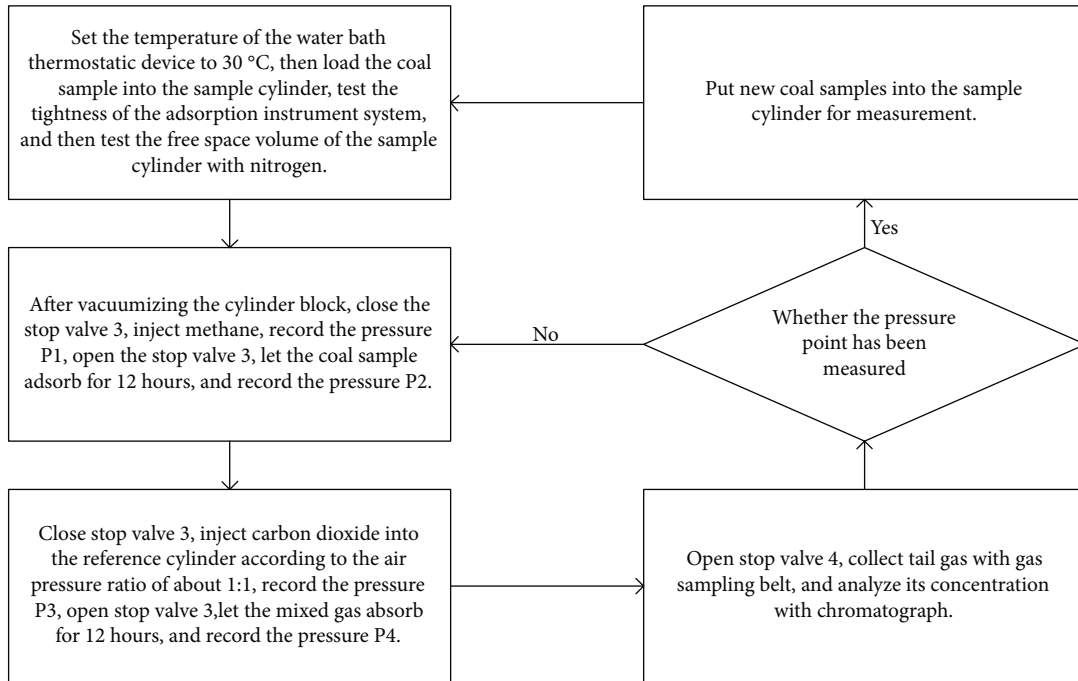 Set the temperature of the water bath
thermostatic device to 30 °C, then load the coal
sample into the sample cylinder, test the
tightness of the adsorption instrument system,
and then test the free space volume of the sample
cylinder with nitrogen.
Put new coal samples into the sample
cylinder for measurement.
Yes
After vacuumizing the cylinder block, close the
stop valve 3, inject methane, record the pressure
P1, open the stop valve 3, let the coal sample
adsorb for 12 hours, and record the pressure P2.
No
Whether the pressure
point has been
measured
Close stop valve 3, inject carbon dioxide into
the reference cylinder according to the air
pressure ratio of about 1:1, record the pressure
P3, open stop valve 3,let the mixed gas absorb
for 12 hours, and record the pressure P4.
Open stop valve 4, collect tail gas with gas
sampling belt, and analyze its concentration
with chromatograph.